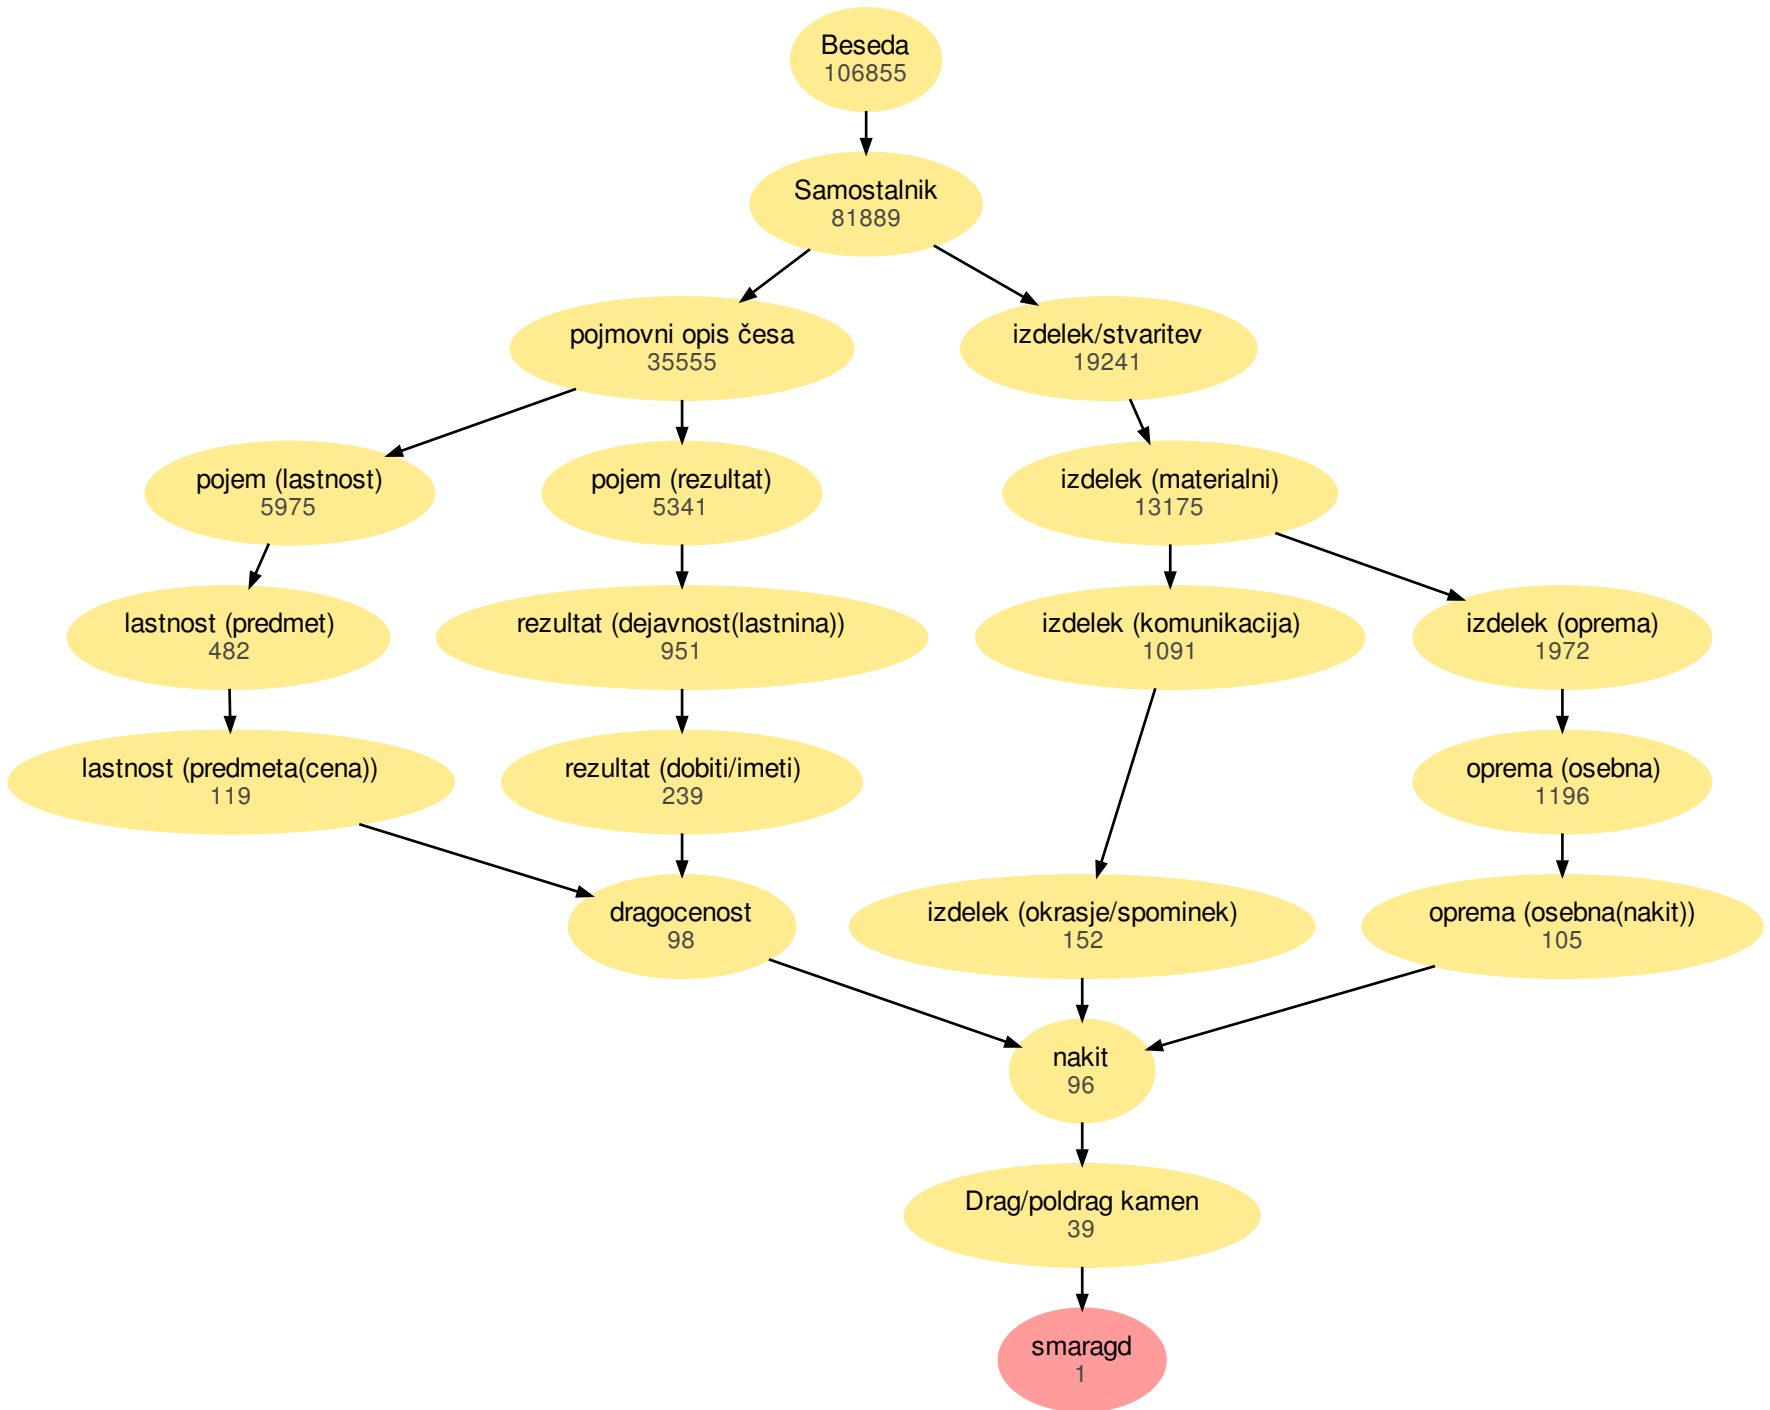 Beseda
106855
Samostalnik
81889
pojmovni opis česa
35555
izdelek/stvaritev
19241
pojem (lastnost)
5975
pojem (rezultat)
5341
izdelek (materialni)
13175
lastnost (predmet)
482
rezultat (dejavnost(lastnina))
951
izdelek (komunikacija)
1091
izdelek (oprema)
1972
lastnost (predmeta(cena))
119
rezultat (dobiti/imeti)
239
oprema (osebna)
1196
dragocenost
98
izdelek (okrasje/spominek)
152
oprema (osebna(nakit))
105
nakit
96
Drag/poldrag kamen
39
smaragd
1